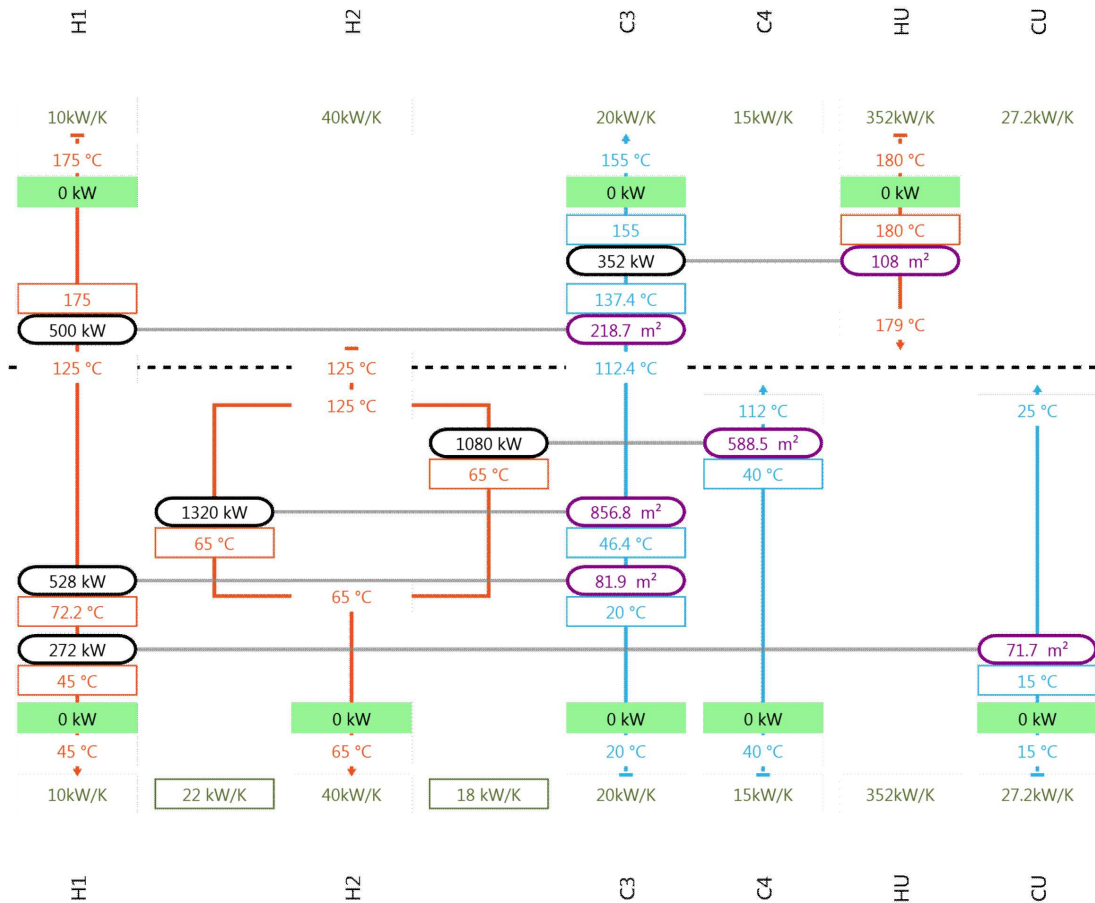 H1 H2 C3 C4 HU CU
10kW/K 40kW/K 20kW/K 15kW/K 352kW/K 27.2kW/K
175 °C 155 °C 180 °C
0 kW 0 kW 0 kW
155 180 °C
352 kW 108 m²
175 137.4 °C
500 kW 218.7 m² 179 °C
125 °C 125 °C 112.4 °C
125 °C 112 °C 25 °C
1080 kW 588.5 m²
65 °C 40 °C
1320 kW 856.8 m²
65 °C 46.4 °C
528 kW 81.9 m²
72.2 °C 65 °C 20 °C
272 kW 71.7 m²
45 °C 15 °C
0 kW 0 kW 0 kW 0 kW 0 kW
45 °C 65 °C 20 °C 40 °C 15 °C
10kW/K 22 kW/K 40kW/K 18 kW/K 20kW/K 15kW/K 352kW/K 27.2kW/K
H1 H2 C3 C4 HU CU